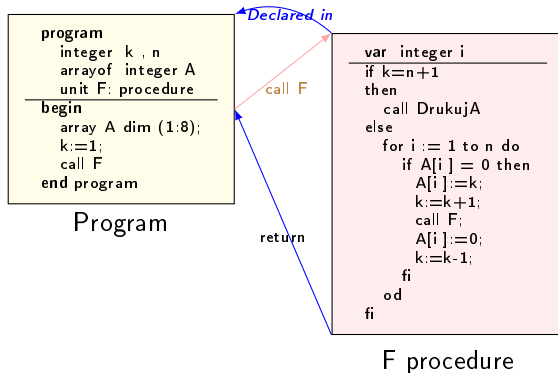 program
integer k , n
arrayof integer A
unit F: procedure
begin
array A dim (1:8);
k:=1;
call F
end program
Program
Declared in
call F
return
var integer i
if k=n+1
then
call DrukujA
else
for i := 1 to n do
if A[i ] = 0 then
A[i ]:=k;
k:=k+1;
call F;
A[i ]:=0;
k:=k-1;
fi
od
fi
F procedure